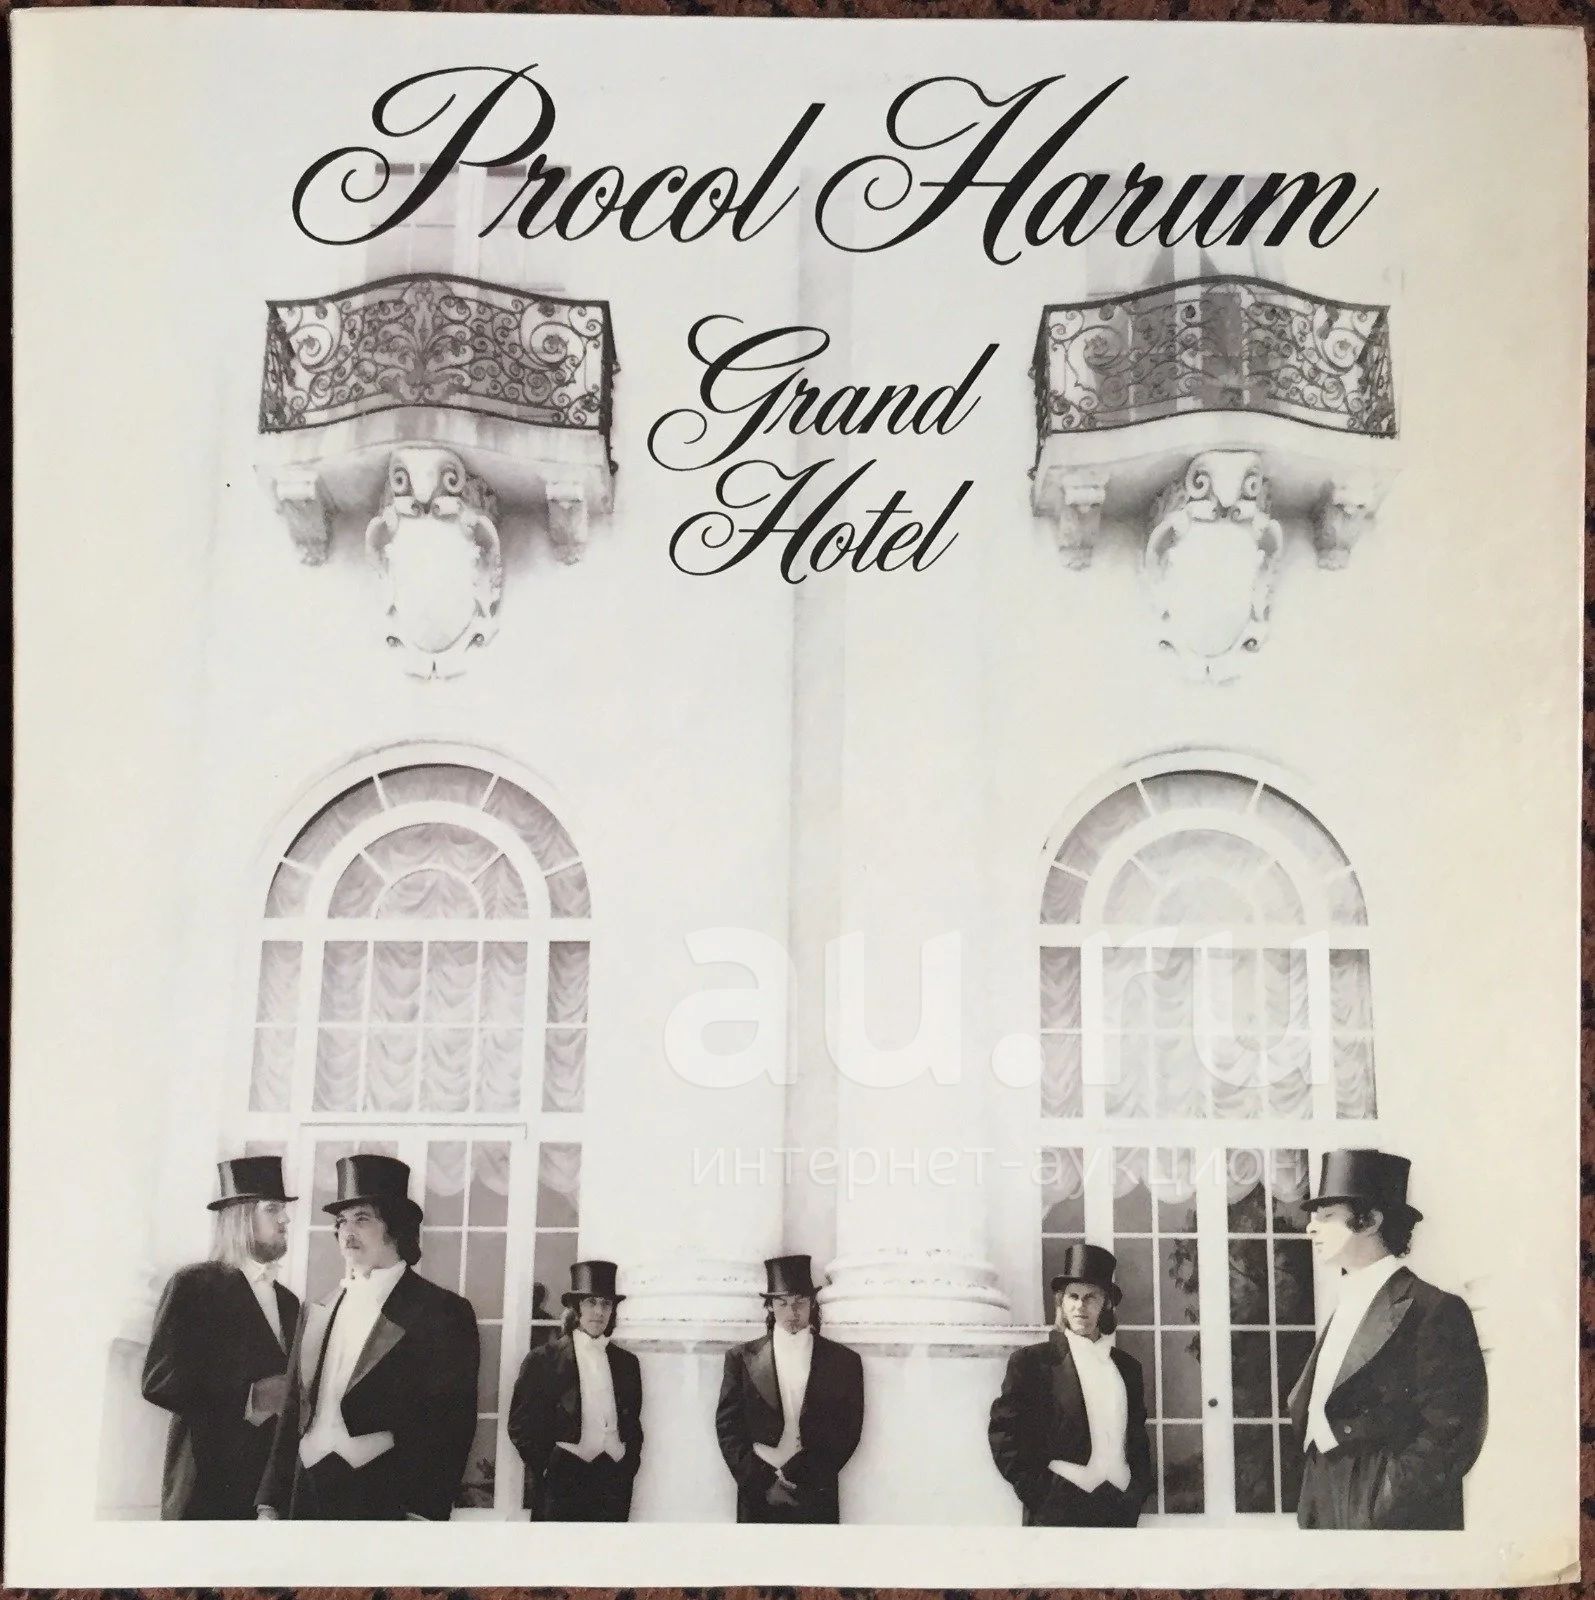 Procol Harum
Grand
Hotel
au.ru
интернет-аукцион